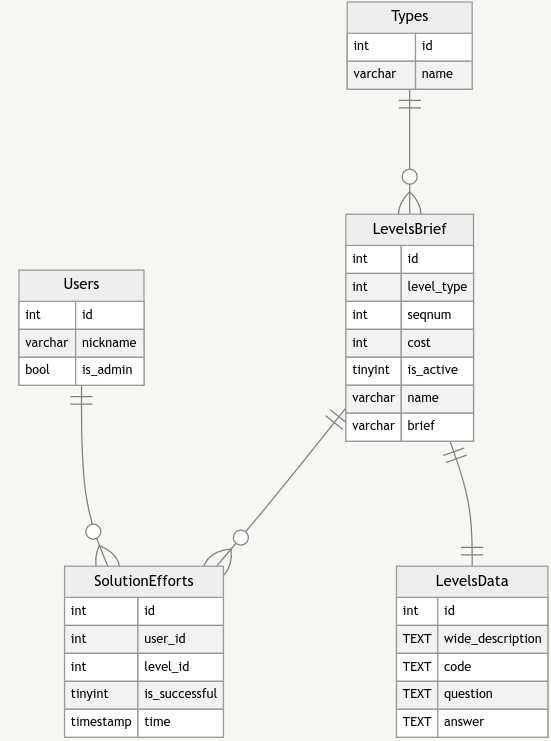 Types
int id
varchar name
LevelsBrief
int id
int level_type
int seqnum
int cost
tinyint is_active
varchar name
varchar brief
Users
int id
varchar nickname
bool is_admin
SolutionEfforts
int id
int user_id
int level_id
tinyint is_successful
timestamp time
LevelsData
int id
TEXT wide_description
TEXT code
TEXT question
TEXT answer